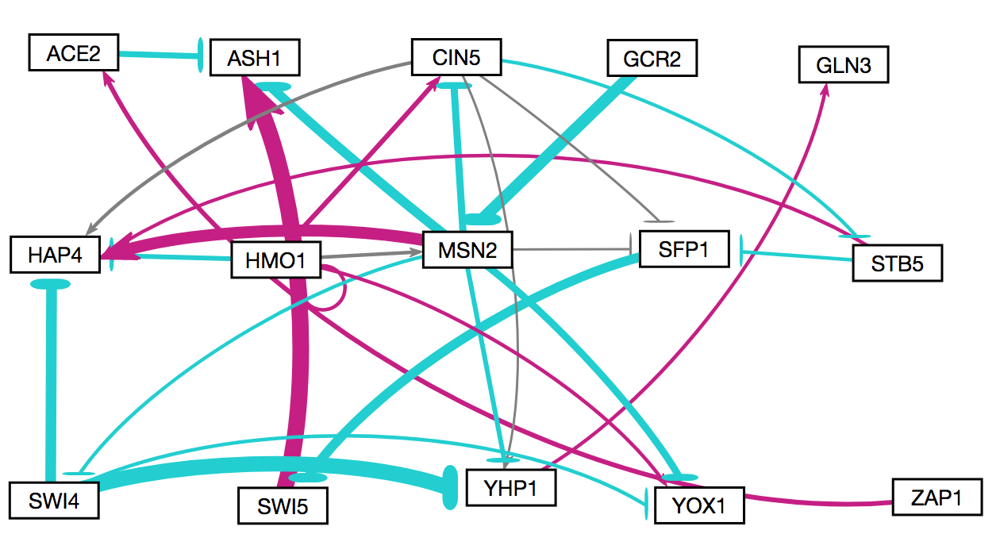 ACE2
ASH1
CIN5
GCR2
GLN3
HAP4
HMO1
MSN2
SFP1
STB5
SWI4
SWI5
YHP1
YOX1
ZAP1